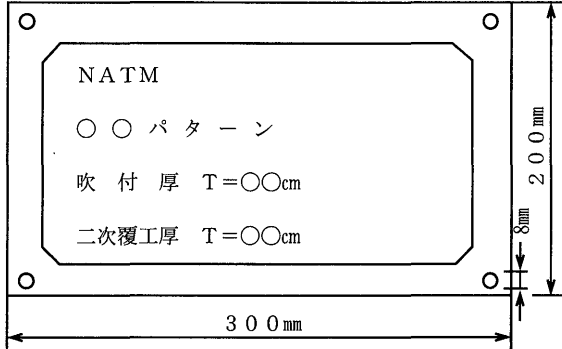 NATM
○○パターン
吹付厚 T=○○cm
二次覆工厚 T=○○cm
200mm
8mm
300mm